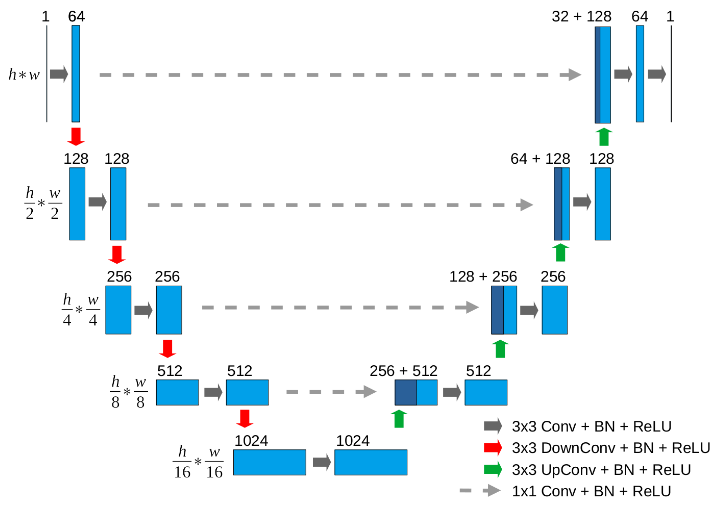 1 64 32 + 128 64 1
h∗w
128 128 64 + 128 128
h/2 ∗ w/2
256 256 128 + 256 256
h/4 ∗ w/4
512 512 256 + 512 512
h/8 ∗ w/8
1024 1024
h/16 ∗ w/16
3x3 Conv + BN + ReLU
3x3 DownConv + BN + ReLU
3x3 UpConv + BN + ReLU
1x1 Conv + BN + ReLU